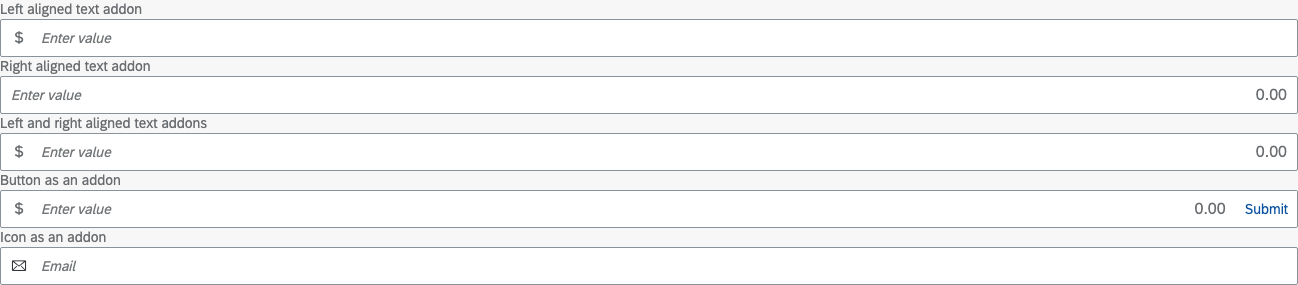 Left aligned text addon
$ Enter value
Right aligned text addon
Enter value 0.00
Left and right aligned text addons
$ Enter value 0.00
Button as an addon
$ Enter value 0.00 Submit
Icon as an addon
Email